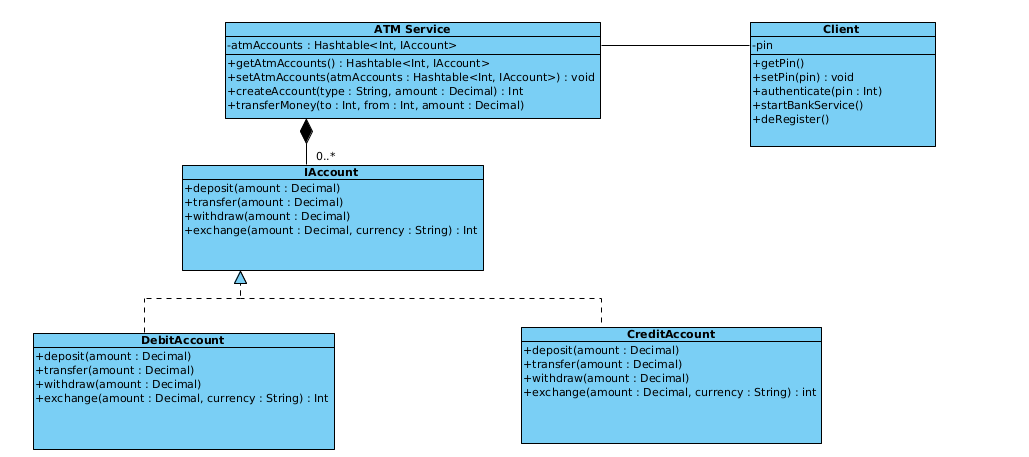 ATM Service
-atmAccounts : Hashtable<Int, IAccount>
+getAtmAccounts() : Hashtable<Int, IAccount>
+setAtmAccounts(atmAccounts : Hashtable<Int, IAccount>) : void
+createAccount(type : String, amount : Decimal) : Int
+transferMoney(to : Int, from : Int, amount : Decimal)
Client
-pin
+getPin()
+setPin(pin) : void
+authenticate(pin : Int)
+startBankService()
+deRegister()
0..*
IAccount
+deposit(amount : Decimal)
+transfer(amount : Decimal)
+withdraw(amount : Decimal)
+exchange(amount : Decimal, currency : String) : Int
DebitAccount
+deposit(amount : Decimal)
+transfer(amount : Decimal)
+withdraw(amount : Decimal)
+exchange(amount : Decimal, currency : String) : Int
CreditAccount
+deposit(amount : Decimal)
+transfer(amount : Decimal)
+withdraw(amount : Decimal)
+exchange(amount : Decimal, currency : String) : int